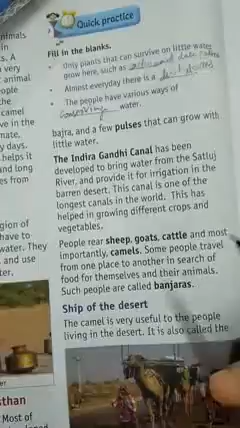 Quick practice
Fill in the blanks.
Only plants that can survive on little water
grow here, such as and date palms
Almost everyday there is a dust storm
The people have various ways of
conserving water.
bajra, and a few pulses that can grow with
little water.
The Indira Gandhi Canal has been
developed to bring water from the Satluj
River, and provide it for irrigation in the
barren desert. This canal is one of the
longest canals in the world. This has
helped in growing different crops and
vegetables.
People rear sheep, goats, cattle and most
importantly, camels. Some people travel
from one place to another in search of
food for themselves and their animals.
Such people are called banjaras.
Ship of the desert
The camel is very useful to the people
living in the desert. It is also called the
nimals
in
s. A
very
animal
ople
the
camel
ve in the
mate,
y days.
helps it
and long
es from
gion of
have to
water. They
and use
ter.
er
sthan
Most of